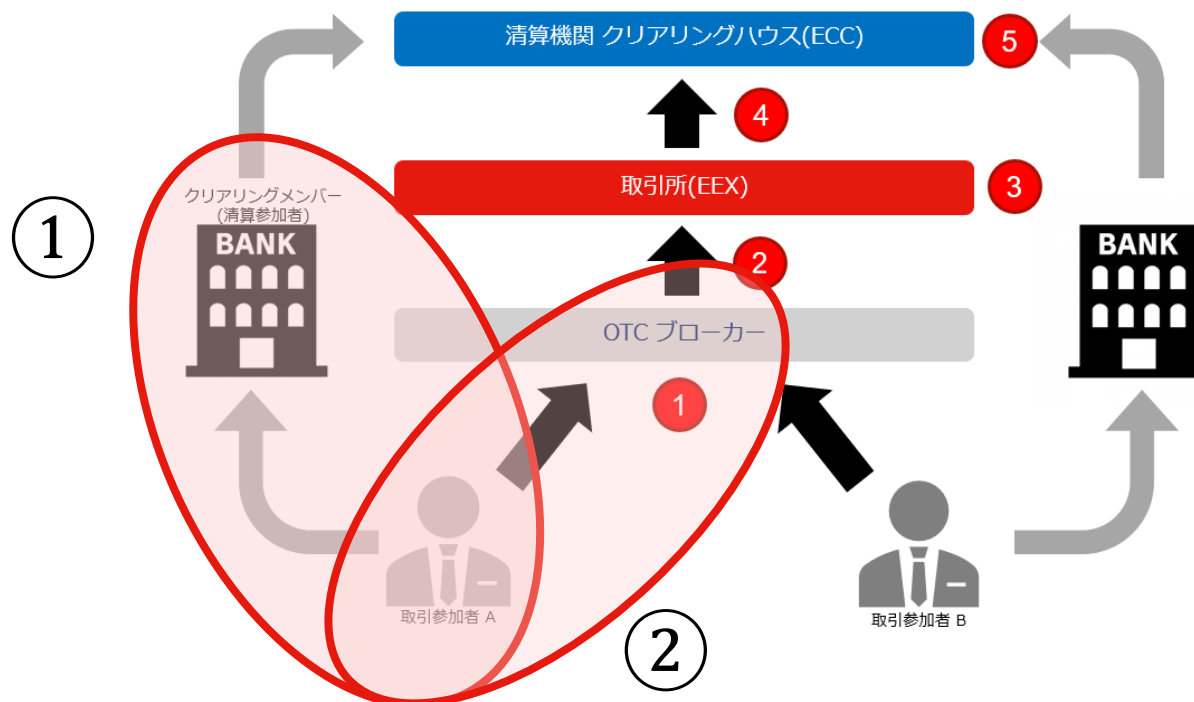 清算機関 クリアリングハウス(ECC)
5
4
クリアリングメンバー
(清算参加者)
取引所(EEX)
3
①
BANK
BANK
2
OTC ブローカー
1
取引参加者 A
取引参加者 B
②